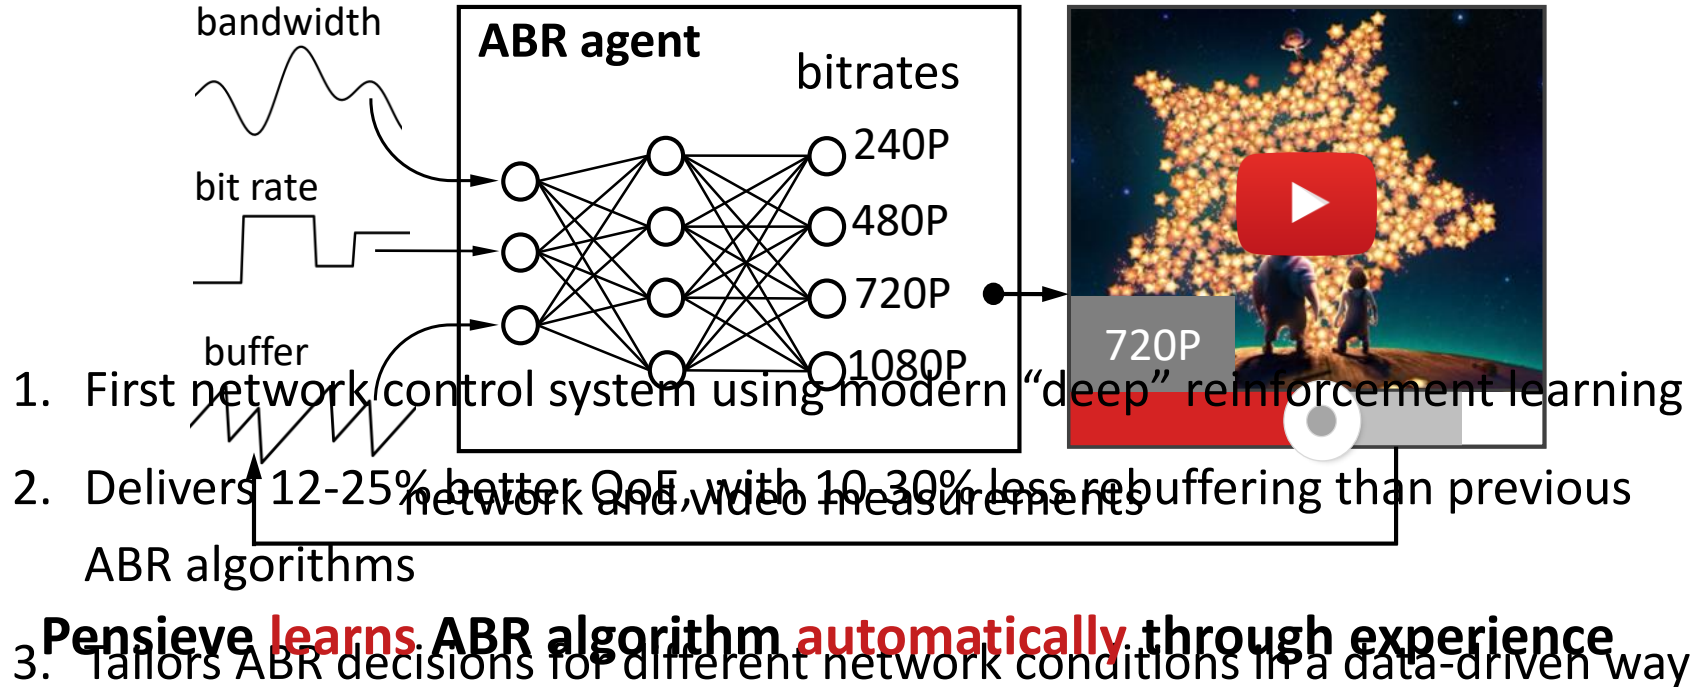 bandwidth
ABR agent
bitrates
240P
bit rate
480P
720P
720P
buffer
1080P
1. First network control system using modern “deep” reinforcement learning
2. Delivers 12-25% better QoE, with 10-30% less rebuffering than previous
network and video measurements
ABR algorithms
Pensieve learns ABR algorithm automatically through experience
3. Tailors ABR decisions for different network conditions in a data-driven way